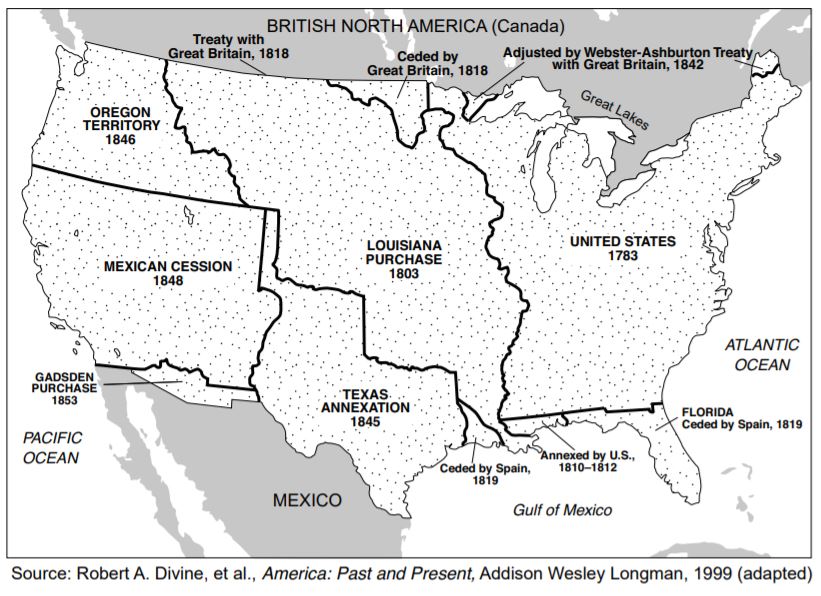 BRITISH NORTH AMERICA (Canada)
Treaty with
Great Britain, 1818
Ceded by
Great Britain, 1818
Adjusted by Webster-Ashburton Treaty
with Great Britain, 1842
Great Lakes
OREGON
TERRITORY
1846
LOUISIANA
PURCHASE
1803
UNITED STATES
1783
MEXICAN CESSION
1848
ATLANTIC
OCEAN
GADSDEN
PURCHASE
1853
TEXAS
ANNEXATION
1845
FLORIDA
Ceded by Spain, 1819
PACIFIC
OCEAN
Ceded by Spain,
1819
Annexed by U.S.,
1810–1812
MEXICO
Gulf of Mexico
Source: Robert A. Divine, et al., America: Past and Present, Addison Wesley Longman, 1999 (adapted)